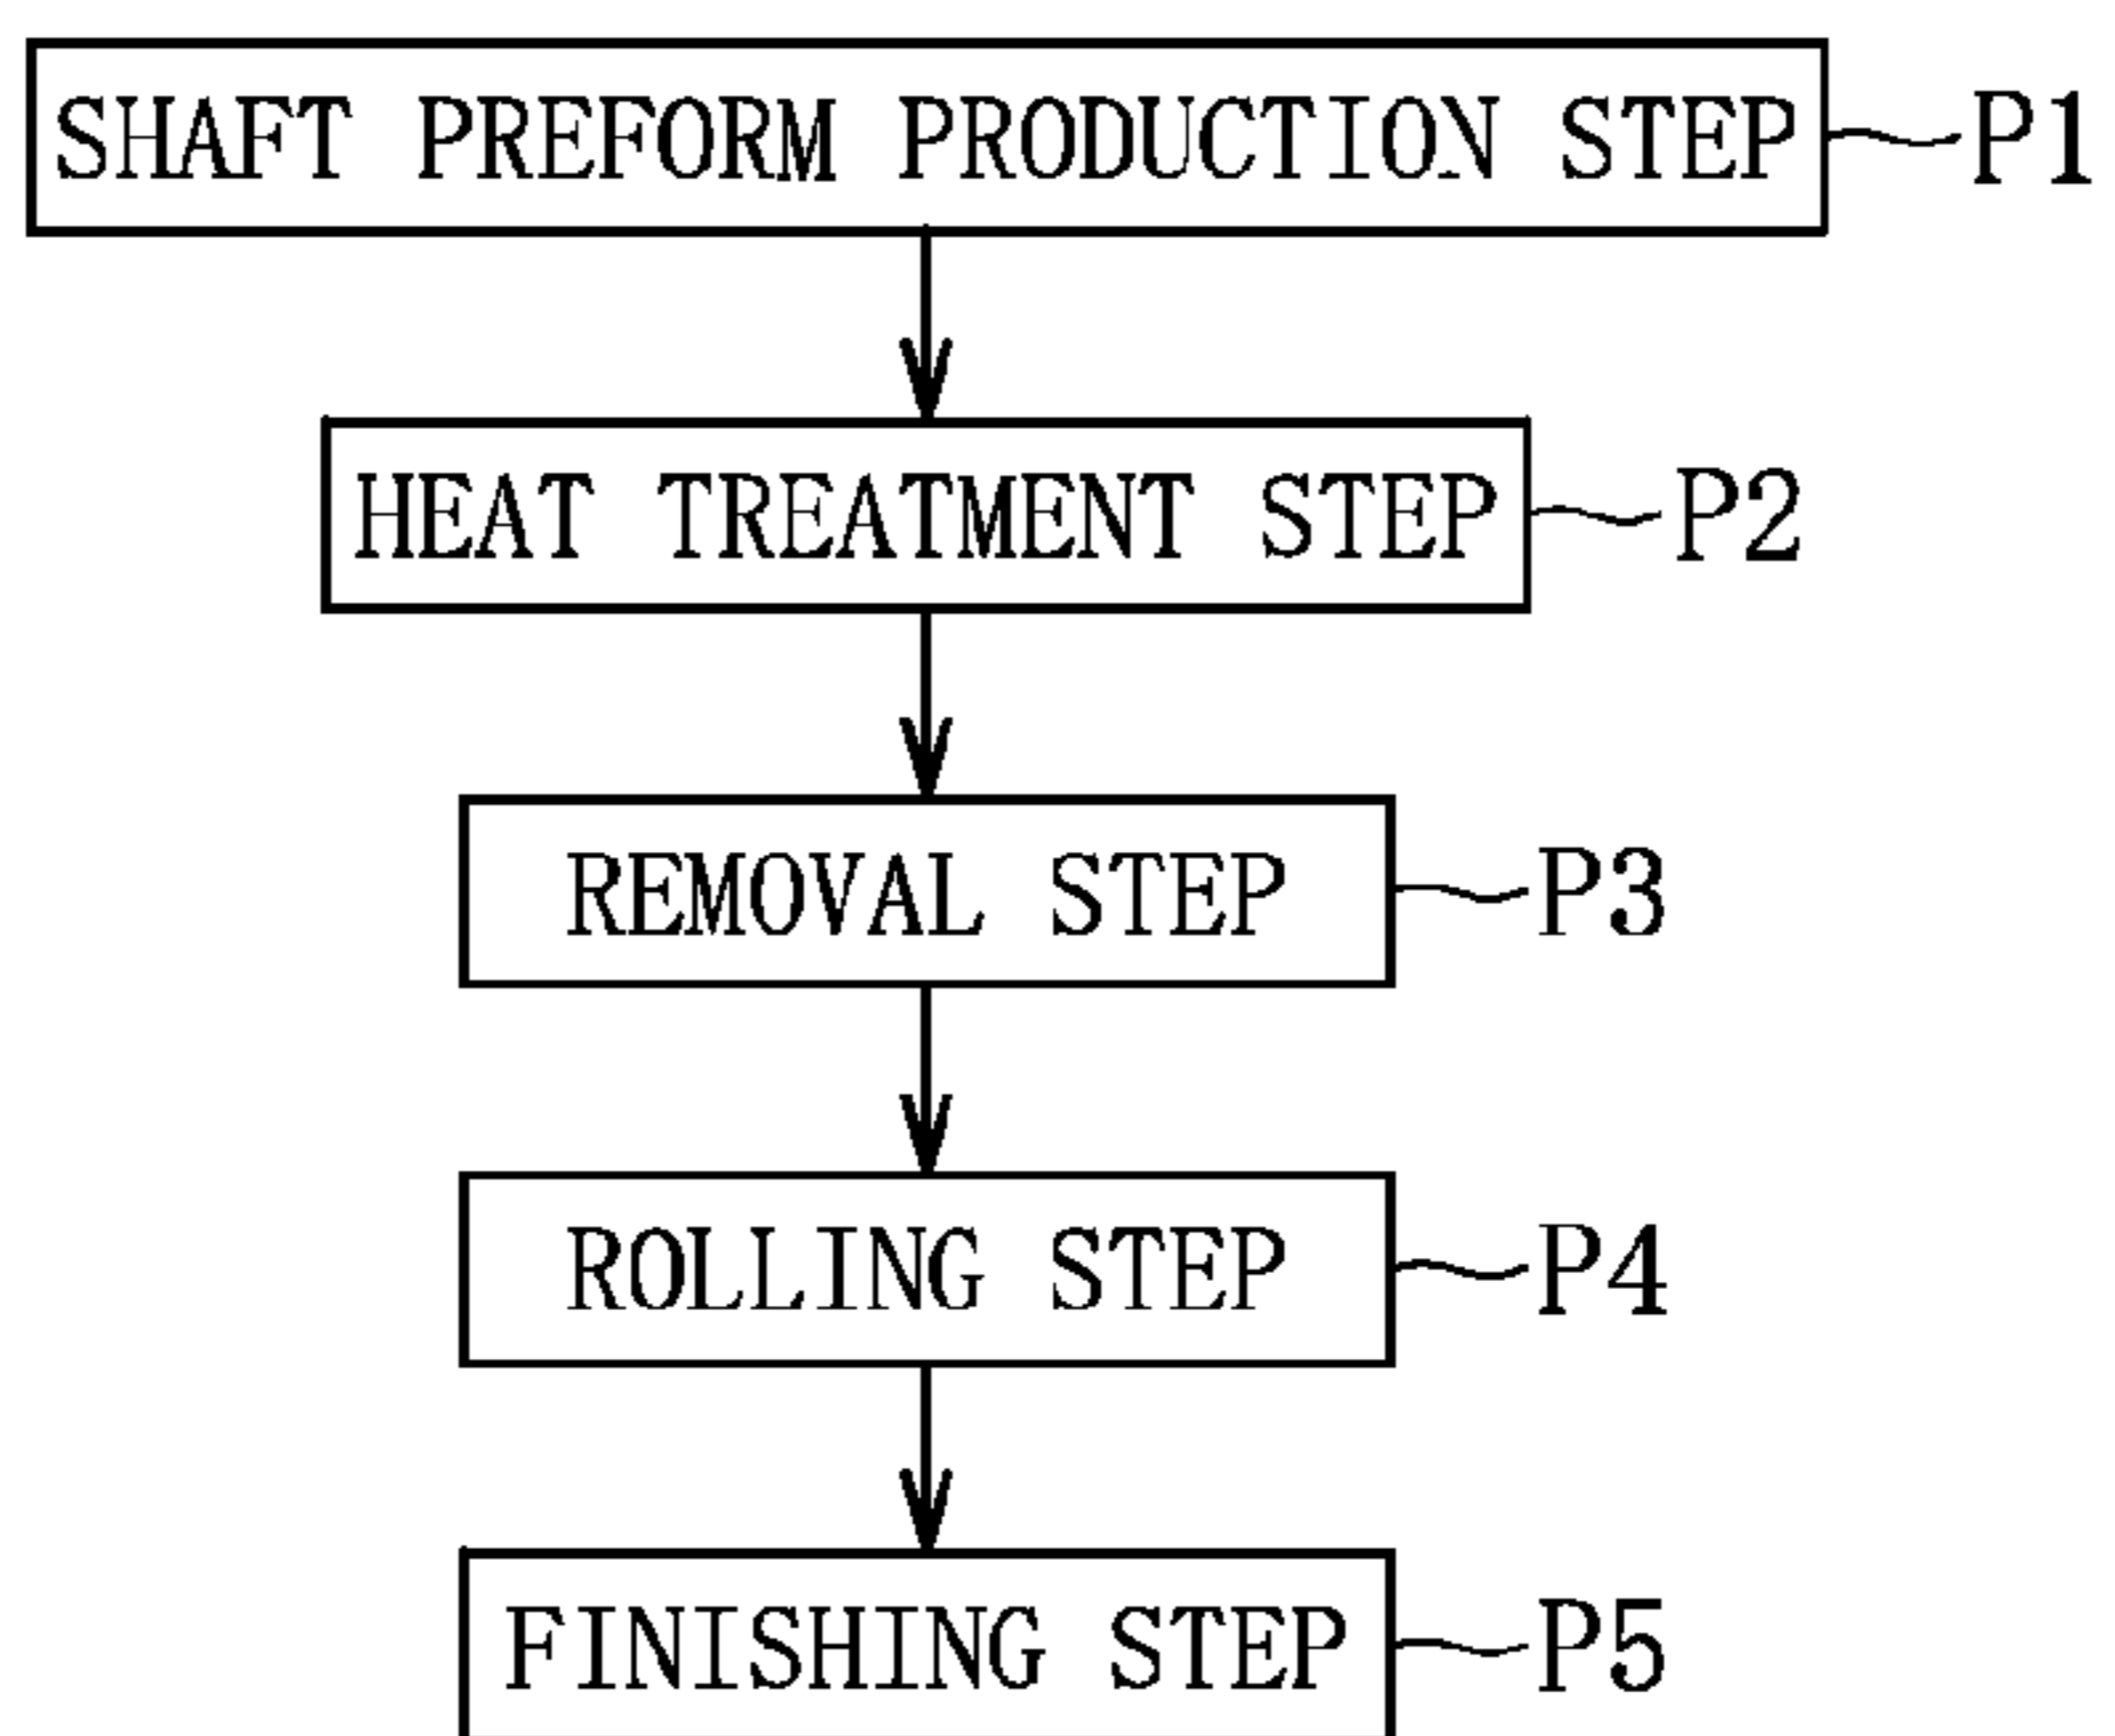 SHAFT PREFORM PRODUCTION STEP P1
HEAT TREATMENT STEP P2
REMOVAL STEP P3
ROLLING STEP P4
FINISHING STEP P5